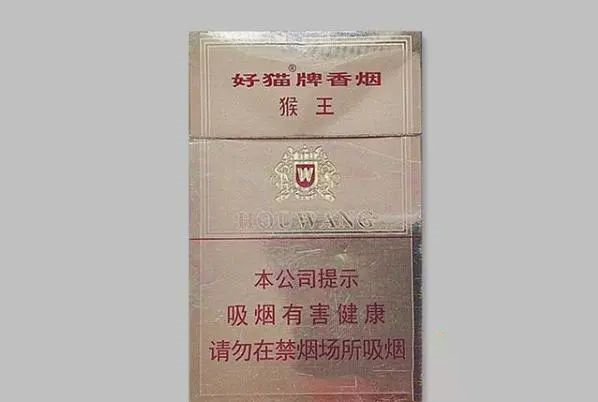 好猫®牌香烟
猴王
W
HOUWANG
本公司提示
吸烟有害健康
请勿在禁烟场所吸烟